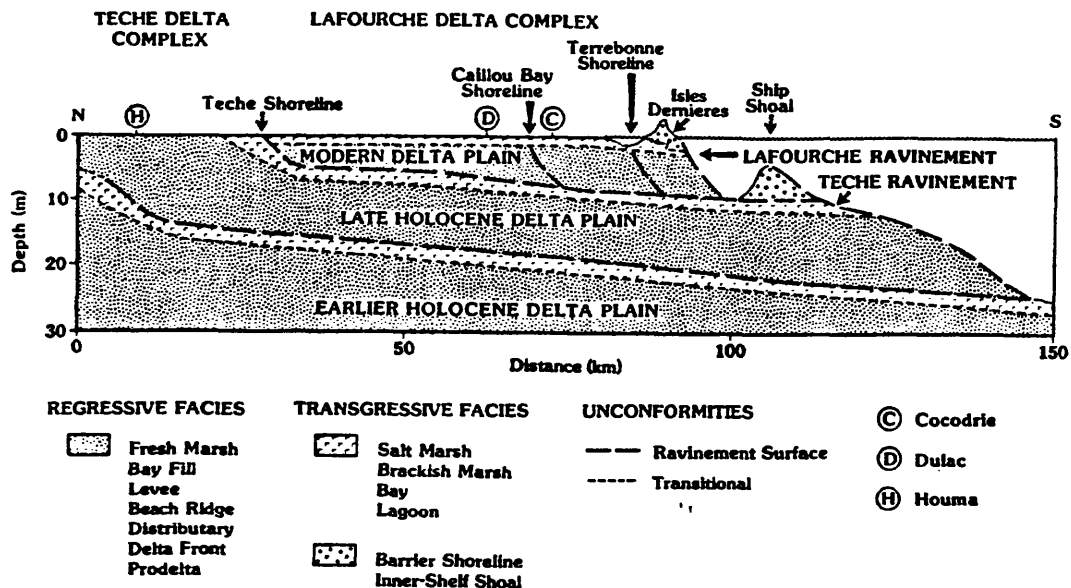 TECHE DELTA
COMPLEX
LAFOURCHE DELTA COMPLEX
Terrebonne
Shoreline
Caillou Bay
Shoreline
Isles
Dernieres
Ship
Shoal
N
H
Teche Shoreline
D
C
S
0
10
20
30
Depth (m)
MODERN DELTA PLAIN
LAFOURCHE RAVINEMENT
TECHE RAVINEMENT
LATE HOLOCENE DELTA PLAIN
EARLIER HOLOCENE DELTA PLAIN
0
50
100
150
Distance (km)
REGRESSIVE FACIES
Fresh Marsh
Bay Fill
Levee
Beach Ridge
Distributary
Delta Front
Prodelta
TRANSGRESSIVE FACIES
Salt Marsh
Brackish Marsh
Bay
Lagoon
Barrier Shoreline
Inner-Shelf Shoal
UNCONFORMITIES
Ravinement Surface
Transitional "
C Cocodrie
D Dulac
H Houma